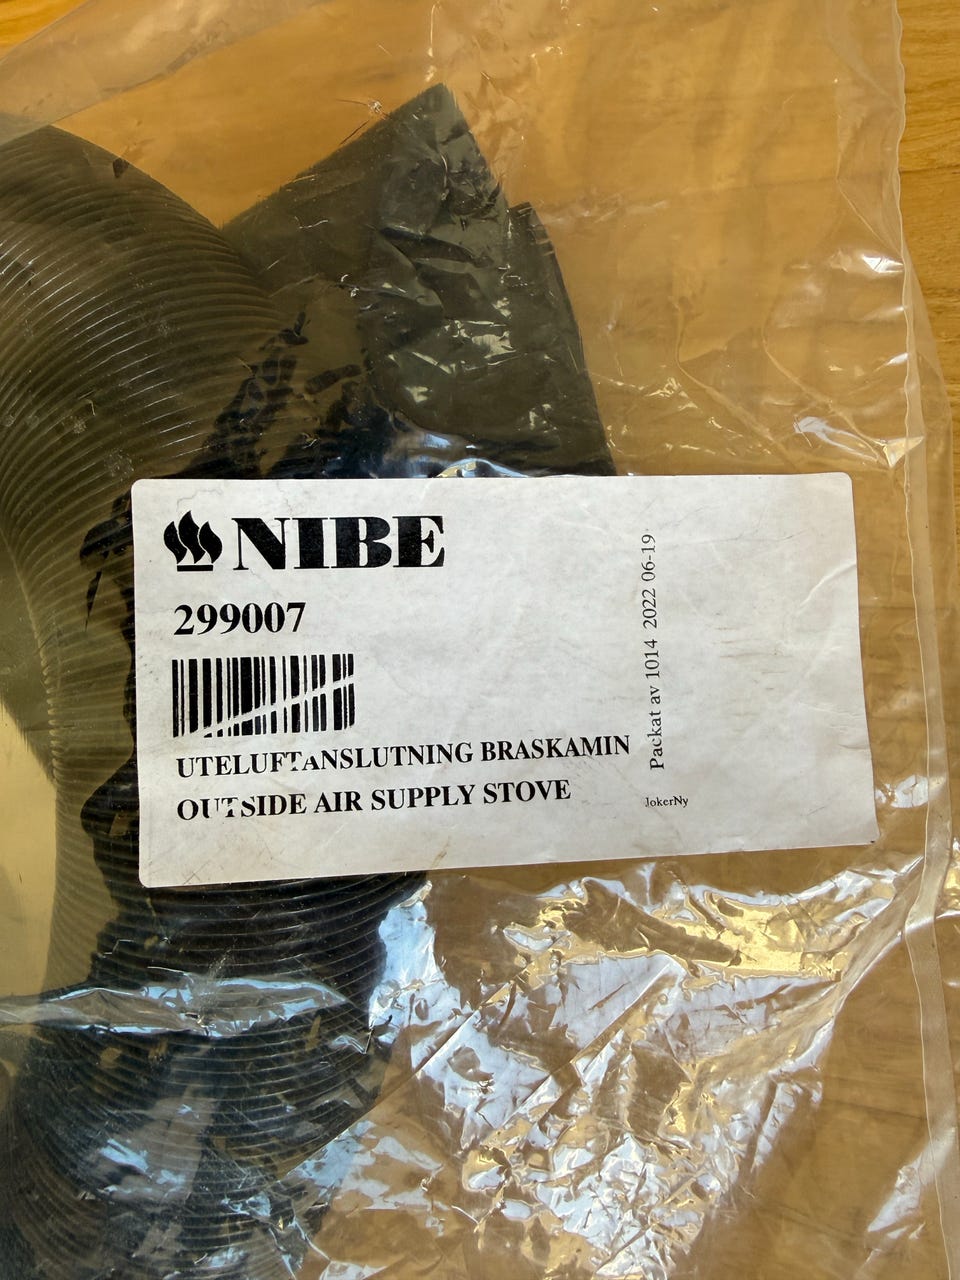 NIBE
299007
UTELUFTANSLUTNING BRASKAMIN
OUTSIDE AIR SUPPLY STOVE
Packat av 1014 2022 06-19
JokerNy